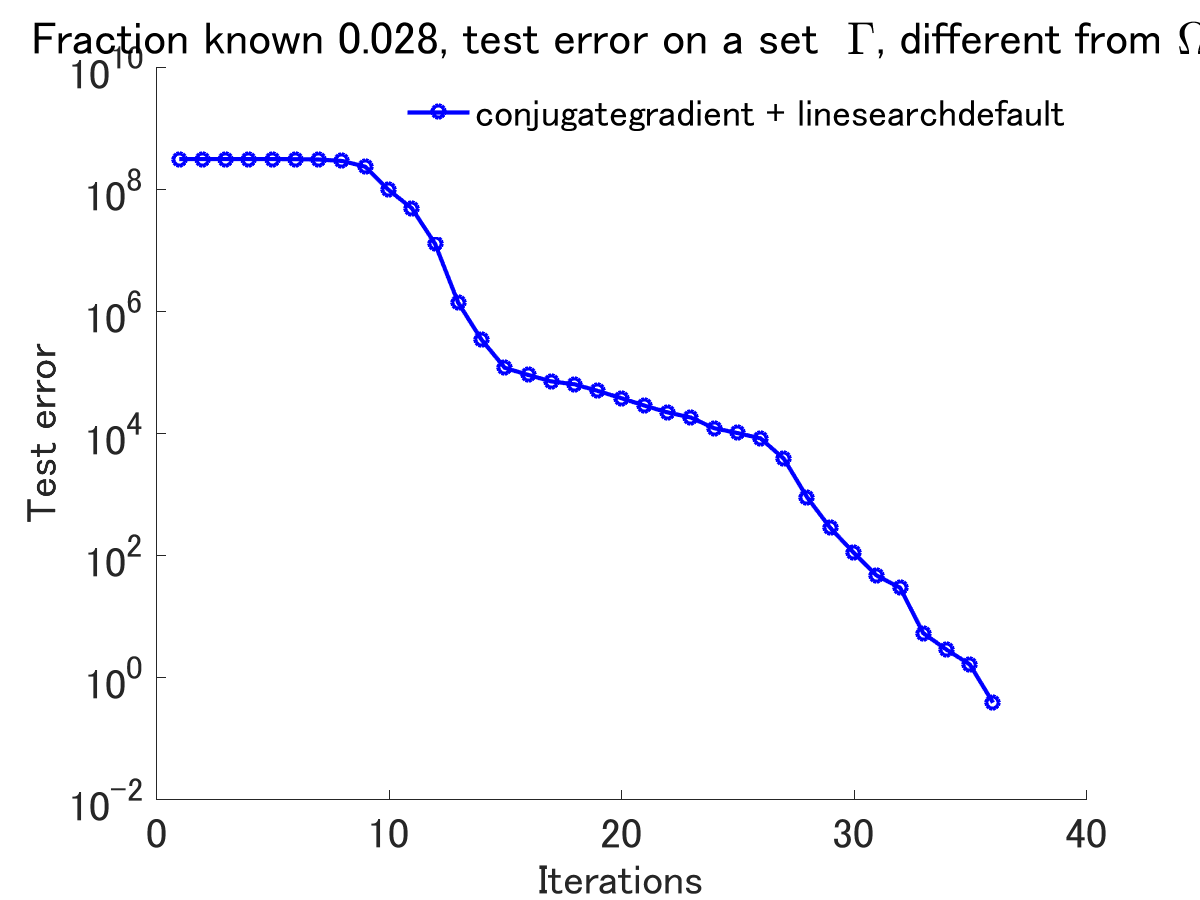 Fraction known 0.028, test error on a set Γ, different from Ω
conjugategradient + linesearchdefault
10^10
10^8
10^6
10^4
10^2
10^0
10^−2
Test error
0 10 20 30 40
Iterations